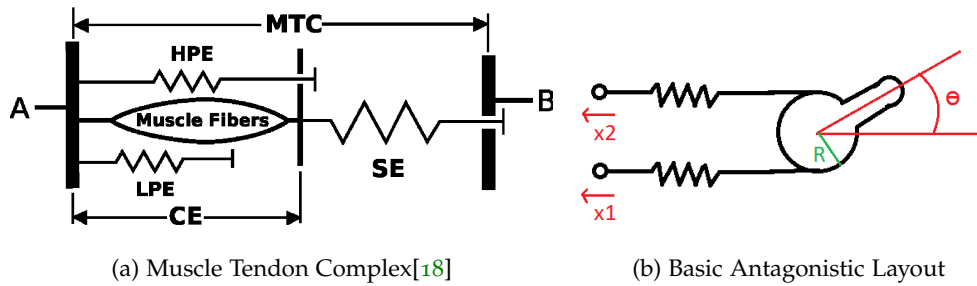 MTC
HPE
A
Muscle Fibers
B
LPE
SE
CE
x2
x1
R
Θ
(a) Muscle Tendon Complex[18]
(b) Basic Antagonistic Layout